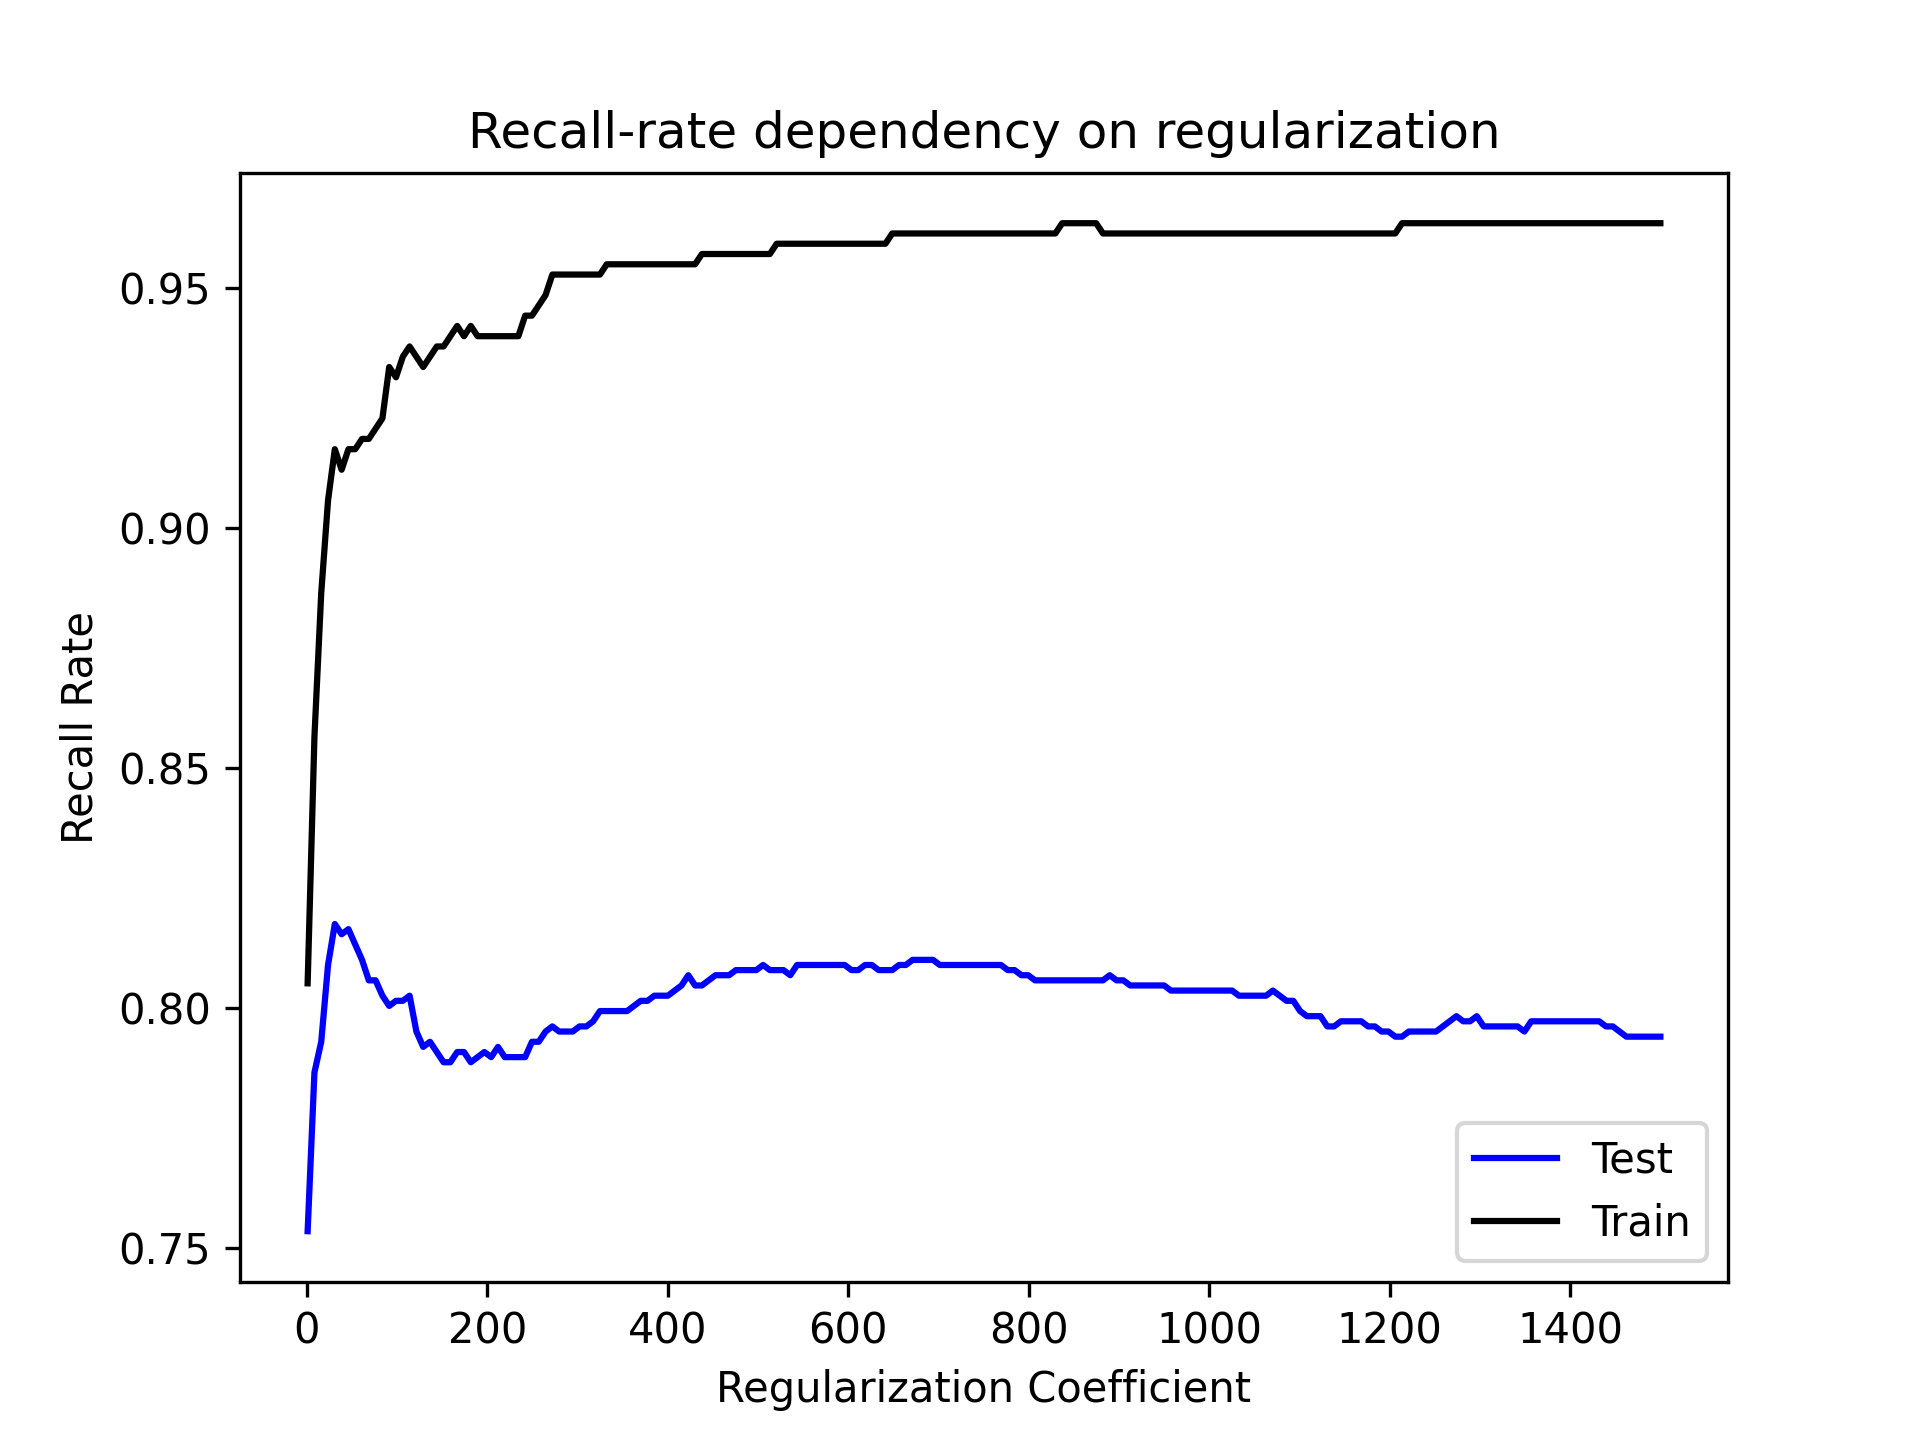 Recall-rate dependency on regularization
0.95
0.90
0.85
0.80
0.75
Recall Rate
0 200 400 600 800 1000 1200 1400
Regularization Coefficient
Test
Train